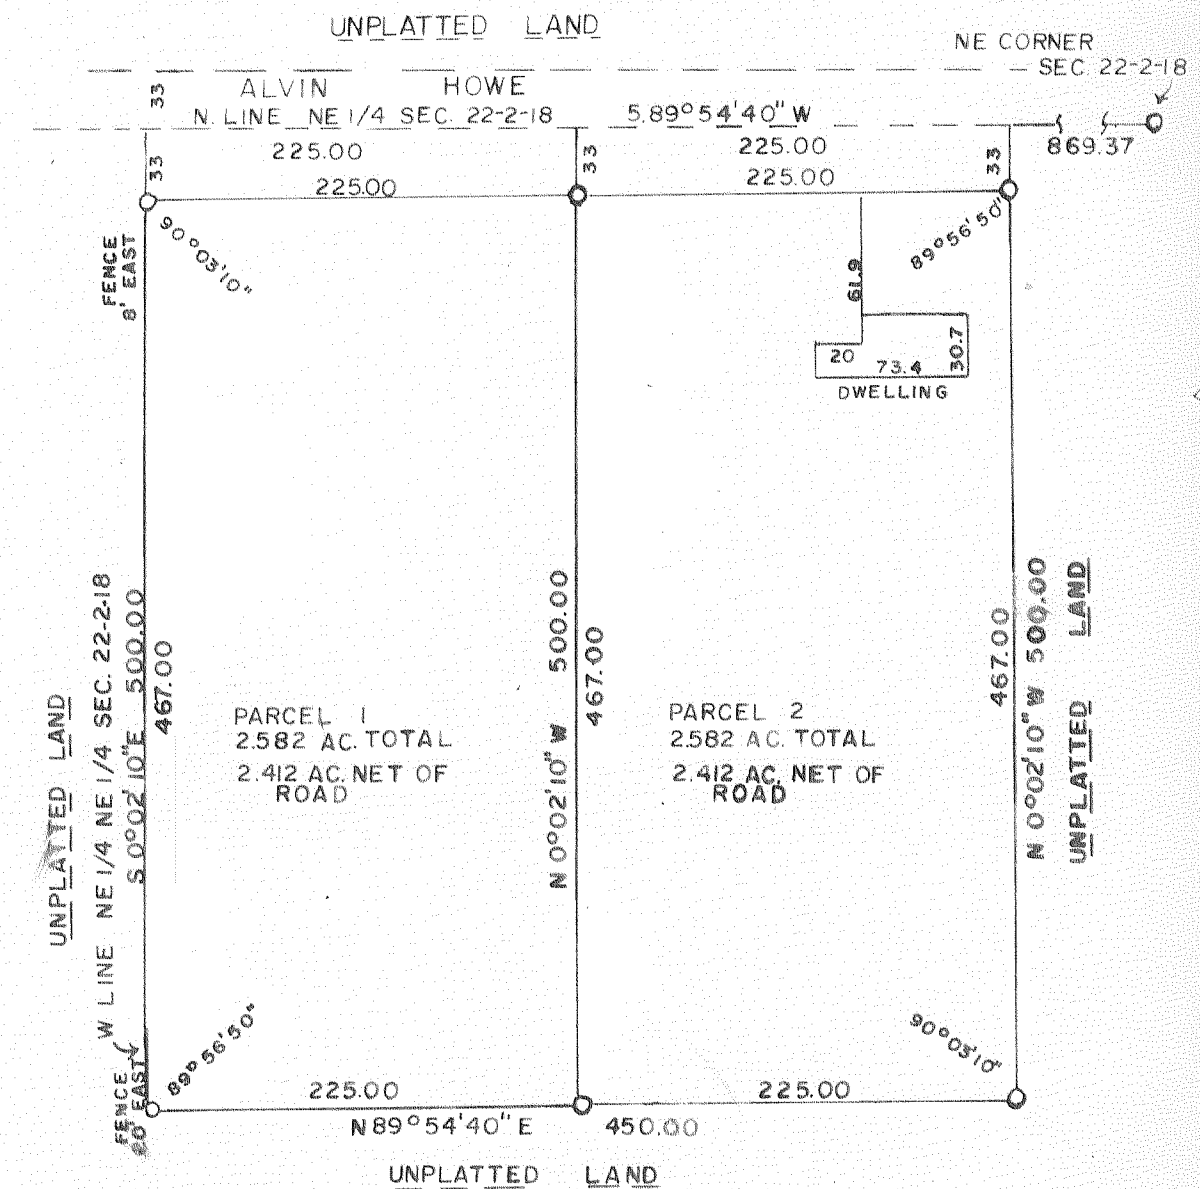 UNPLATTED LAND
NE CORNER
SEC 22-2-18
33
ALVIN HOWE
N. LINE NE 1/4 SEC. 22-2-18
S.89°54'40" W
869.37
225.00
225.00
33
33
33
225.00
225.00
90°03'10"
89°56'50"
FENCE
8' EAST
61.9
20
73.4
30.7
DWELLING
UNPLATTED LAND
W LINE NE 1/4 NE 1/4 SEC. 22-2-18
S 0°02'10"E 500.00
467.00
N 0°02'10" W 500.00
467.00
467.00
N 0°02'10" W 500.00
UNPLATTED LAND
PARCEL 1
2.582 AC. TOTAL
2.412 AC. NET OF
ROAD
PARCEL 2
2.582 AC. TOTAL
2.412 AC. NET OF
ROAD
89°56'50"
90°03'10"
FENCE
20' EAST
225.00
225.00
N 89°54'40" E 450.00
UNPLATTED LAND